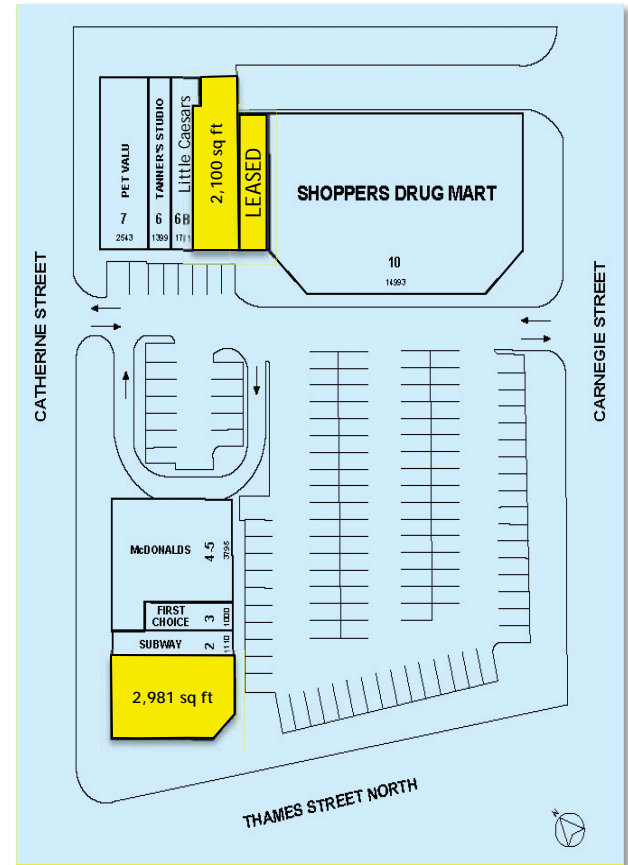 PET VALU
7
2543
TANNER'S STUDIO
6
1399
Little Caesars
6B
1781
2,100 sq ft
LEASED
SHOPPERS DRUG MART
10
14993
CATHERINE STREET
CARNEGIE STREET
McDONALDS
4-5
3795
FIRST
CHOICE
3
1000
SUBWAY
2
1110
2,981 sq ft
THAMES STREET NORTH
N